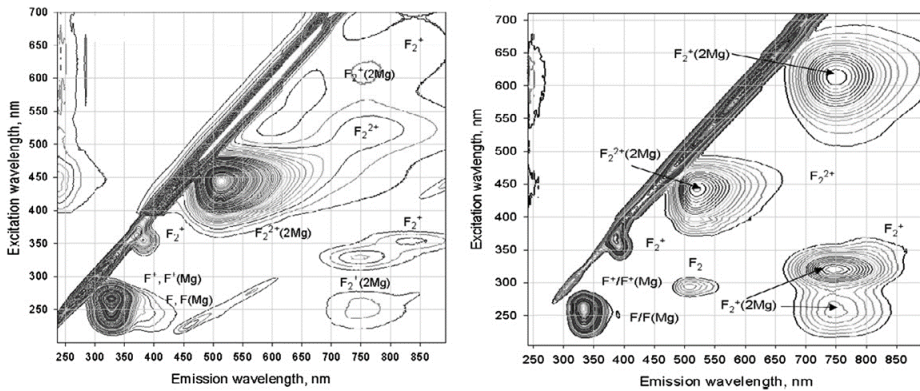 700
650
600
550
500
450
400
350
300
250
Excitation wavelength, nm
F₂⁺
F₂⁺(2Mg)
F₂²⁺
F₂²⁺(2Mg)
F₂⁺
F₂⁺
F⁺, F⁺(Mg)
F, F(Mg)
F₂⁺(2Mg)
250 300 350 400 450 500 550 600 650 700 750 800 850
Emission wavelength, nm
700
650
600
550
500
450
400
350
300
250
Excitation wavlength, nm
F₂⁺(2Mg)
F₂²⁺(2Mg)
F₂²⁺
F₂⁺
F₂⁺
F₂
F⁺/F⁺(Mg)
F₂⁺(2Mg)
F/F(Mg)
250 300 350 400 450 500 550 600 650 700 750 800 850
Emission wavelength, nm